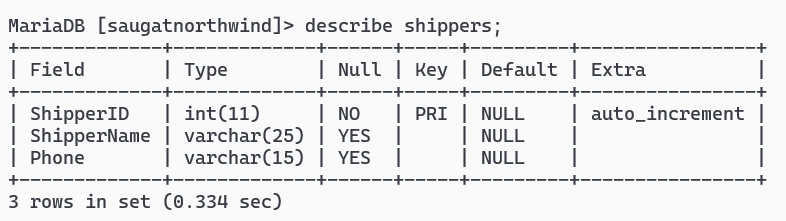 MariaDB [saugatnorthwind]> describe shippers;
+-------------+-------------+------+-----+---------+----------------+
| Field       | Type        | Null | Key | Default | Extra          |
+-------------+-------------+------+-----+---------+----------------+
| ShipperID   | int(11)     | NO   | PRI | NULL    | auto_increment |
| ShipperName | varchar(25) | YES  |     | NULL    |                |
| Phone       | varchar(15) | YES  |     | NULL    |                |
+-------------+-------------+------+-----+---------+----------------+
3 rows in set (0.334 sec)